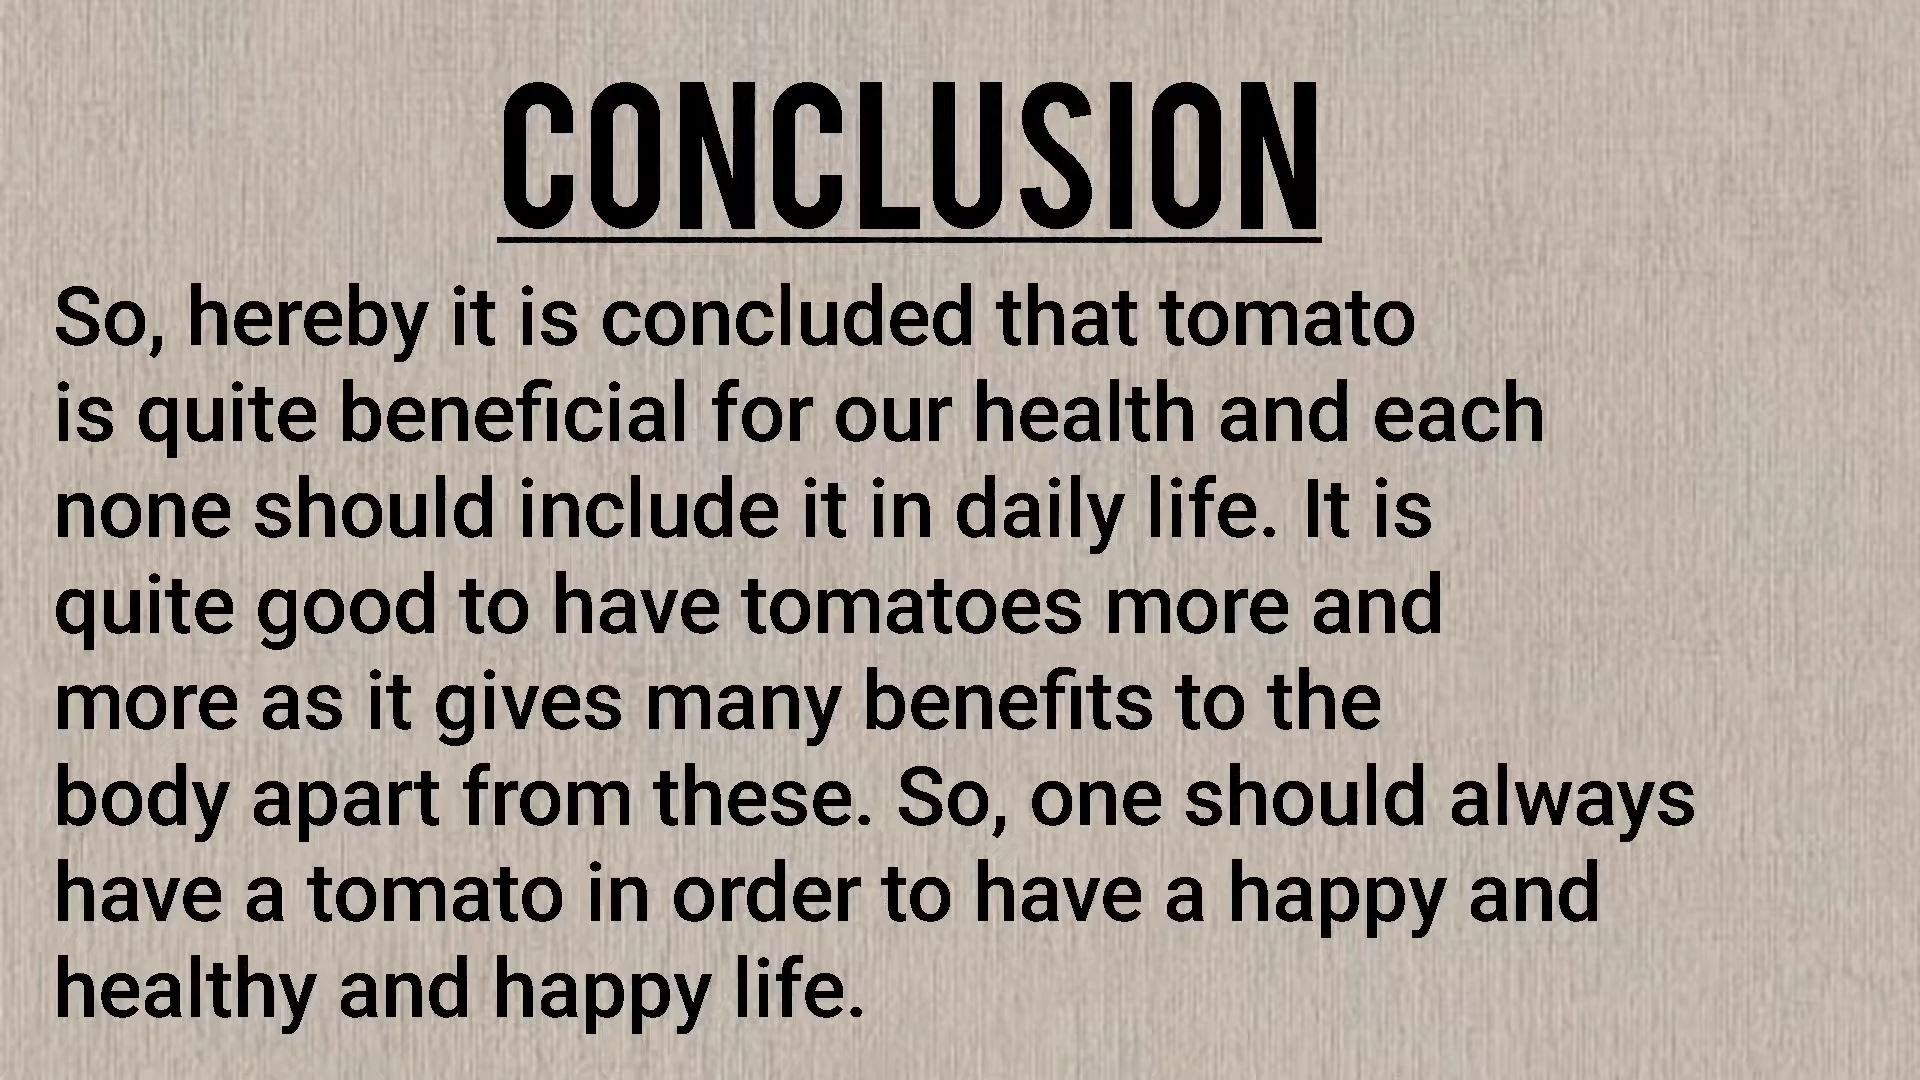 CONCLUSION
So, hereby it is concluded that tomato
is quite beneficial for our health and each
none should include it in daily life. It is
quite good to have tomatoes more and
more as it gives many benefits to the
body apart from these. So, one should always
have a tomato in order to have a happy and
healthy and happy life.